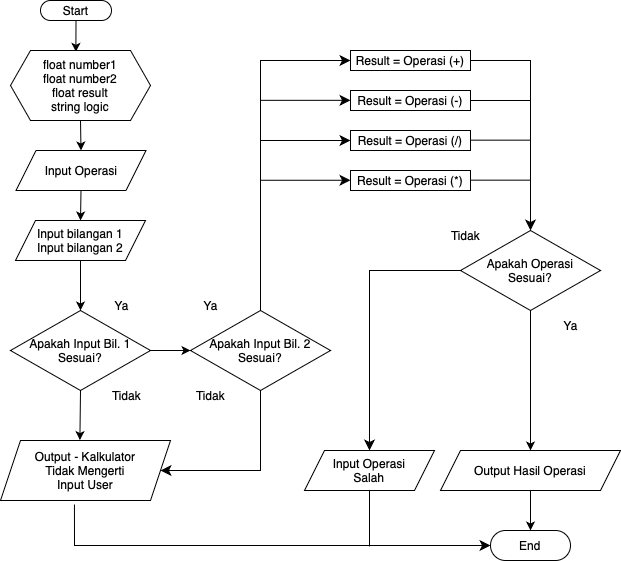 Start
float number1
float number2
float result
string logic
Input Operasi
Input bilangan 1
Input bilangan 2
Apakah Input Bil. 1
Sesuai?
Ya
Tidak
Apakah Input Bil. 2
Sesuai?
Ya
Tidak
Output - Kalkulator
Tidak Mengerti
Input User
Result = Operasi (+)
Result = Operasi (-)
Result = Operasi (/)
Result = Operasi (*)
Apakah Operasi
Sesuai?
Tidak
Ya
Input Operasi
Salah
Output Hasil Operasi
End